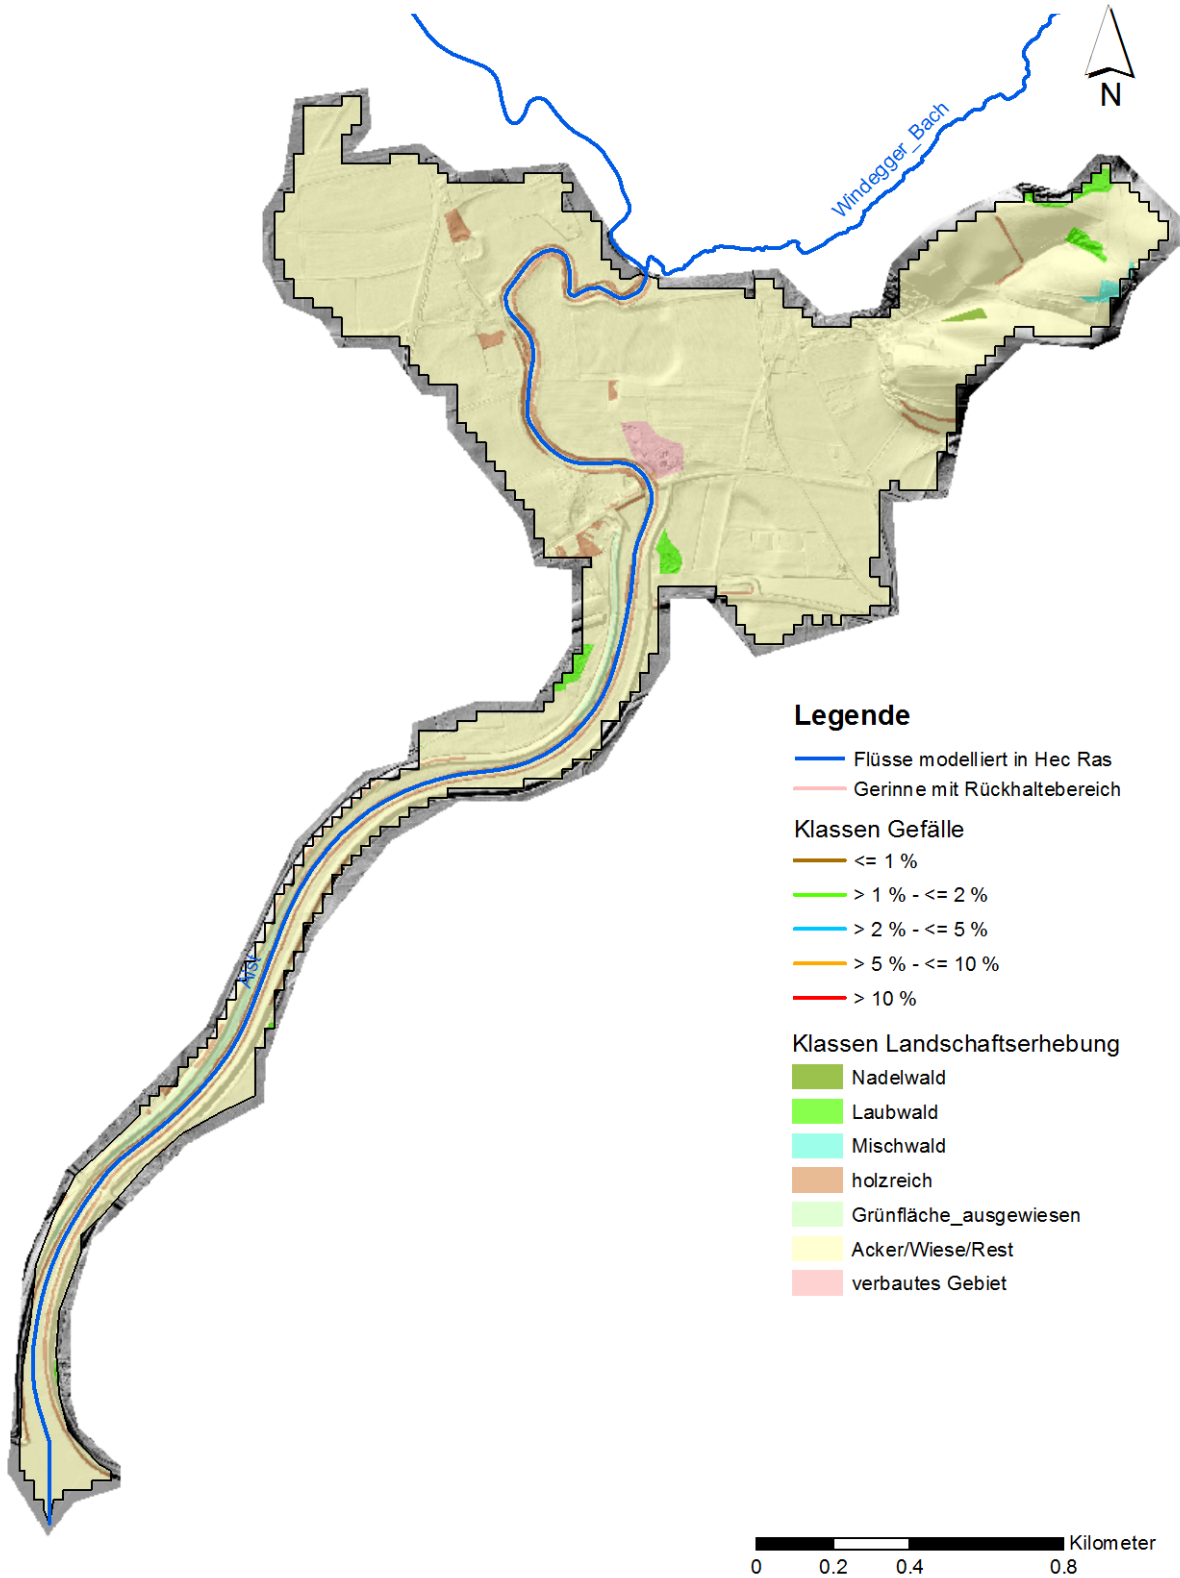 N
Windegger_Bach
Aist
Legende
Flüsse modelliert in Hec Ras
Gerinne mit Rückhaltebereich
Klassen Gefälle
<= 1 %
> 1 % - <= 2 %
> 2 % - <= 5 %
> 5 % - <= 10 %
> 10 %
Klassen Landschaftserhebung
Nadelwald
Laubwald
Mischwald
holzreich
Grünfläche_ausgewiesen
Acker/Wiese/Rest
verbautes Gebiet
Kilometer
0 0.2 0.4 0.8